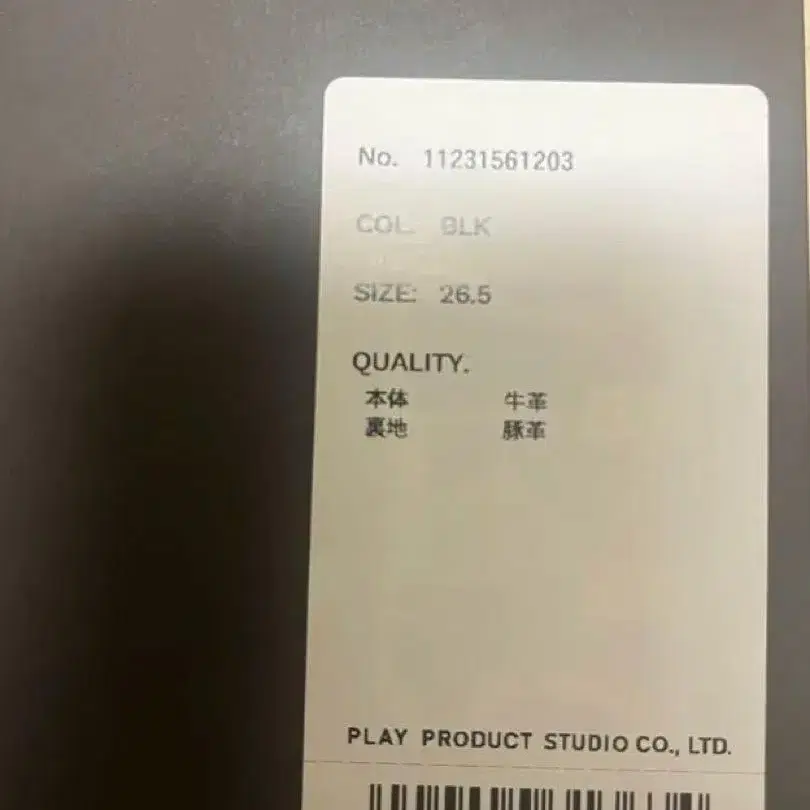 No. 11231561203
COL. BLK
SIZE: 26.5
QUALITY.
本体 牛革
裏地 豚革
PLAY PRODUCT STUDIO CO., LTD.